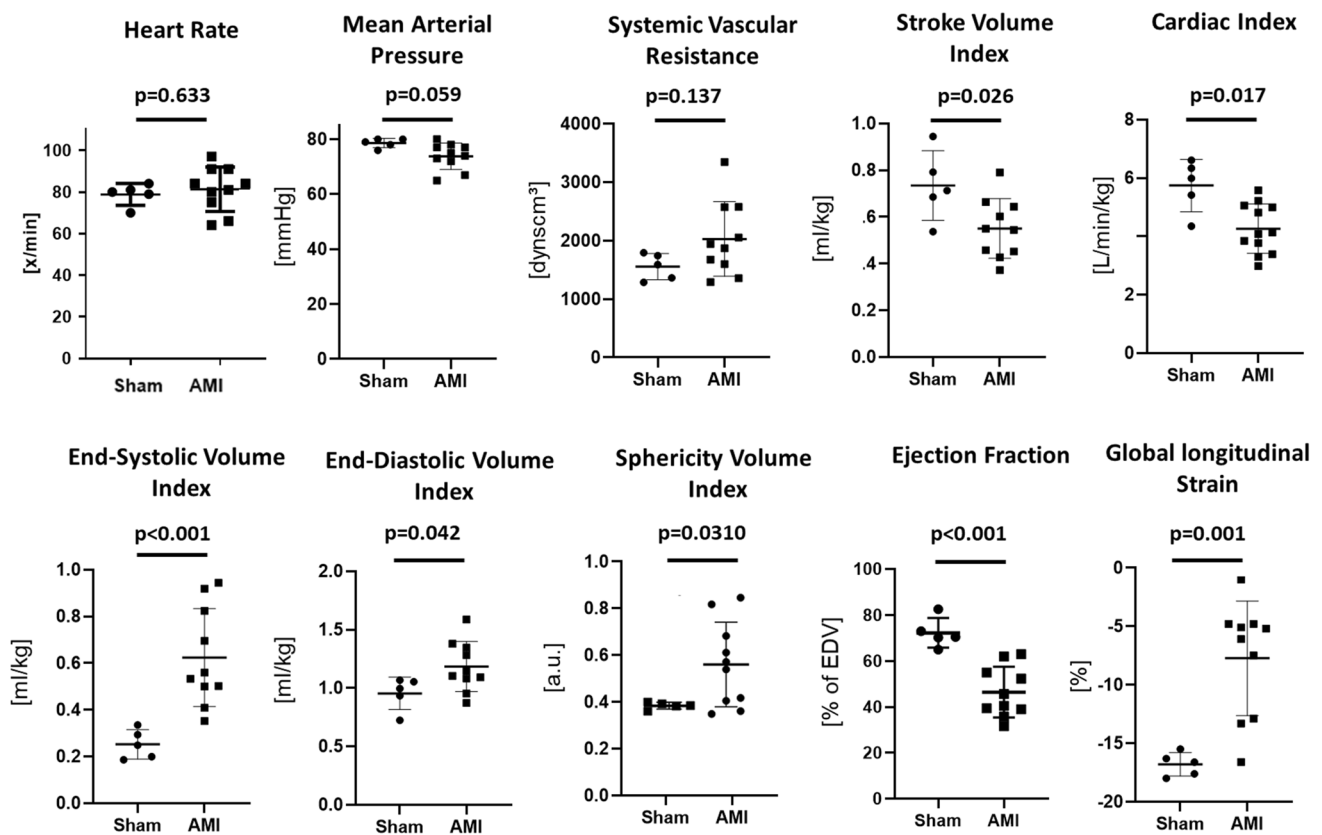 Heart Rate
Mean Arterial
Pressure
Systemic Vascular
Resistance
Stroke Volume
Index
Cardiac Index
p=0.633
p=0.059
p=0.137
p=0.026
p=0.017
[x/min]
100
80
60
40
20
0
Sham AMI
[mmHg]
80
60
40
20
0
Sham AMI
[dynscm³]
4000
3000
2000
1000
0
Sham AMI
[ml/kg]
1.0
0.8
.6
.4
0.2
0.0
Sham AMI
[L/min/kg]
8
6
4
2
0
Sham AMI
End-Systolic Volume
Index
End-Diastolic Volume
Index
Sphericity Volume
Index
Ejection Fraction
Global longitudinal
Strain
p<0.001
p=0.042
p=0.0310
p<0.001
p=0.001
[ml/kg]
1.0
0.8
0.6
0.4
0.2
0.0
Sham AMI
[ml/kg]
2.0
1.5
1.0
0.5
0.0
Sham AMI
[a.u.]
1.0
0.8
0.6
0.4
0.2
0.0
Sham AMI
[% of EDV]
100
80
60
40
20
0
Sham AMI
[%]
0
-5
-10
-15
-20
Sham AMI